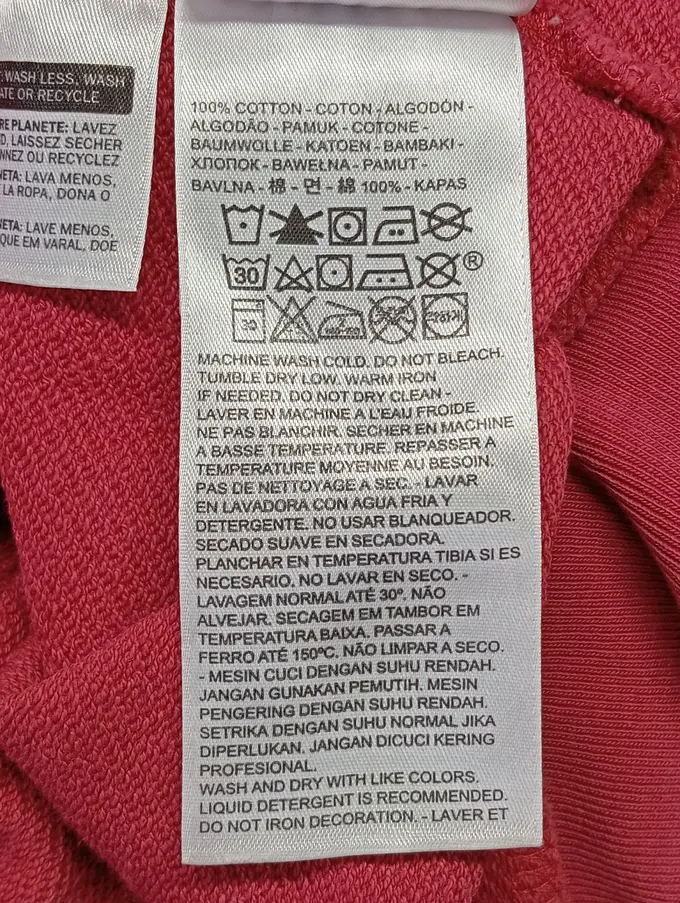 : WASH LESS, WASH
ATE OR RECYCLE
RE PLANETE: LAVEZ
D, LAISSEZ SECHER
NNEZ OU RECYCLEZ
NETA: LAVA MENOS,
LA ROPA, DONA O
NETA: LAVE MENOS,
QUE EM VARAL, DOE
100% COTTON - COTON - ALGODÓN -
ALGODÃO - PAMUK - COTONE -
BAUMWOLLE - KATOEN - BAMBAKI -
ХЛОПОК - BAWEŁNA - PAMUT -
BAVLNA - 棉 - 면 - 綿 100% - KAPAS
30 ®
30
MACHINE WASH COLD. DO NOT BLEACH.
TUMBLE DRY LOW. WARM IRON
IF NEEDED. DO NOT DRY CLEAN -
LAVER EN MACHINE A L'EAU FROIDE.
NE PAS BLANCHIR. SECHER EN MACHINE
A BASSE TEMPERATURE. REPASSER A
TEMPERATURE MOYENNE AU BESOIN.
PAS DE NETTOYAGE A SEC. - LAVAR
EN LAVADORA CON AGUA FRIA Y
DETERGENTE. NO USAR BLANQUEADOR.
SECADO SUAVE EN SECADORA.
PLANCHAR EN TEMPERATURA TIBIA SI ES
NECESARIO. NO LAVAR EN SECO. -
LAVAGEM NORMAL ATÉ 30º. NÃO
ALVEJAR. SECAGEM EM TAMBOR EM
TEMPERATURA BAIXA. PASSAR A
FERRO ATÉ 150ºC. NÃO LIMPAR A SECO.
- MESIN CUCI DENGAN SUHU RENDAH.
JANGAN GUNAKAN PEMUTIH. MESIN
PENGERING DENGAN SUHU RENDAH.
SETRIKA DENGAN SUHU NORMAL JIKA
DIPERLUKAN. JANGAN DICUCI KERING
PROFESIONAL.
WASH AND DRY WITH LIKE COLORS.
LIQUID DETERGENT IS RECOMMENDED.
DO NOT IRON DECORATION. - LAVER ET